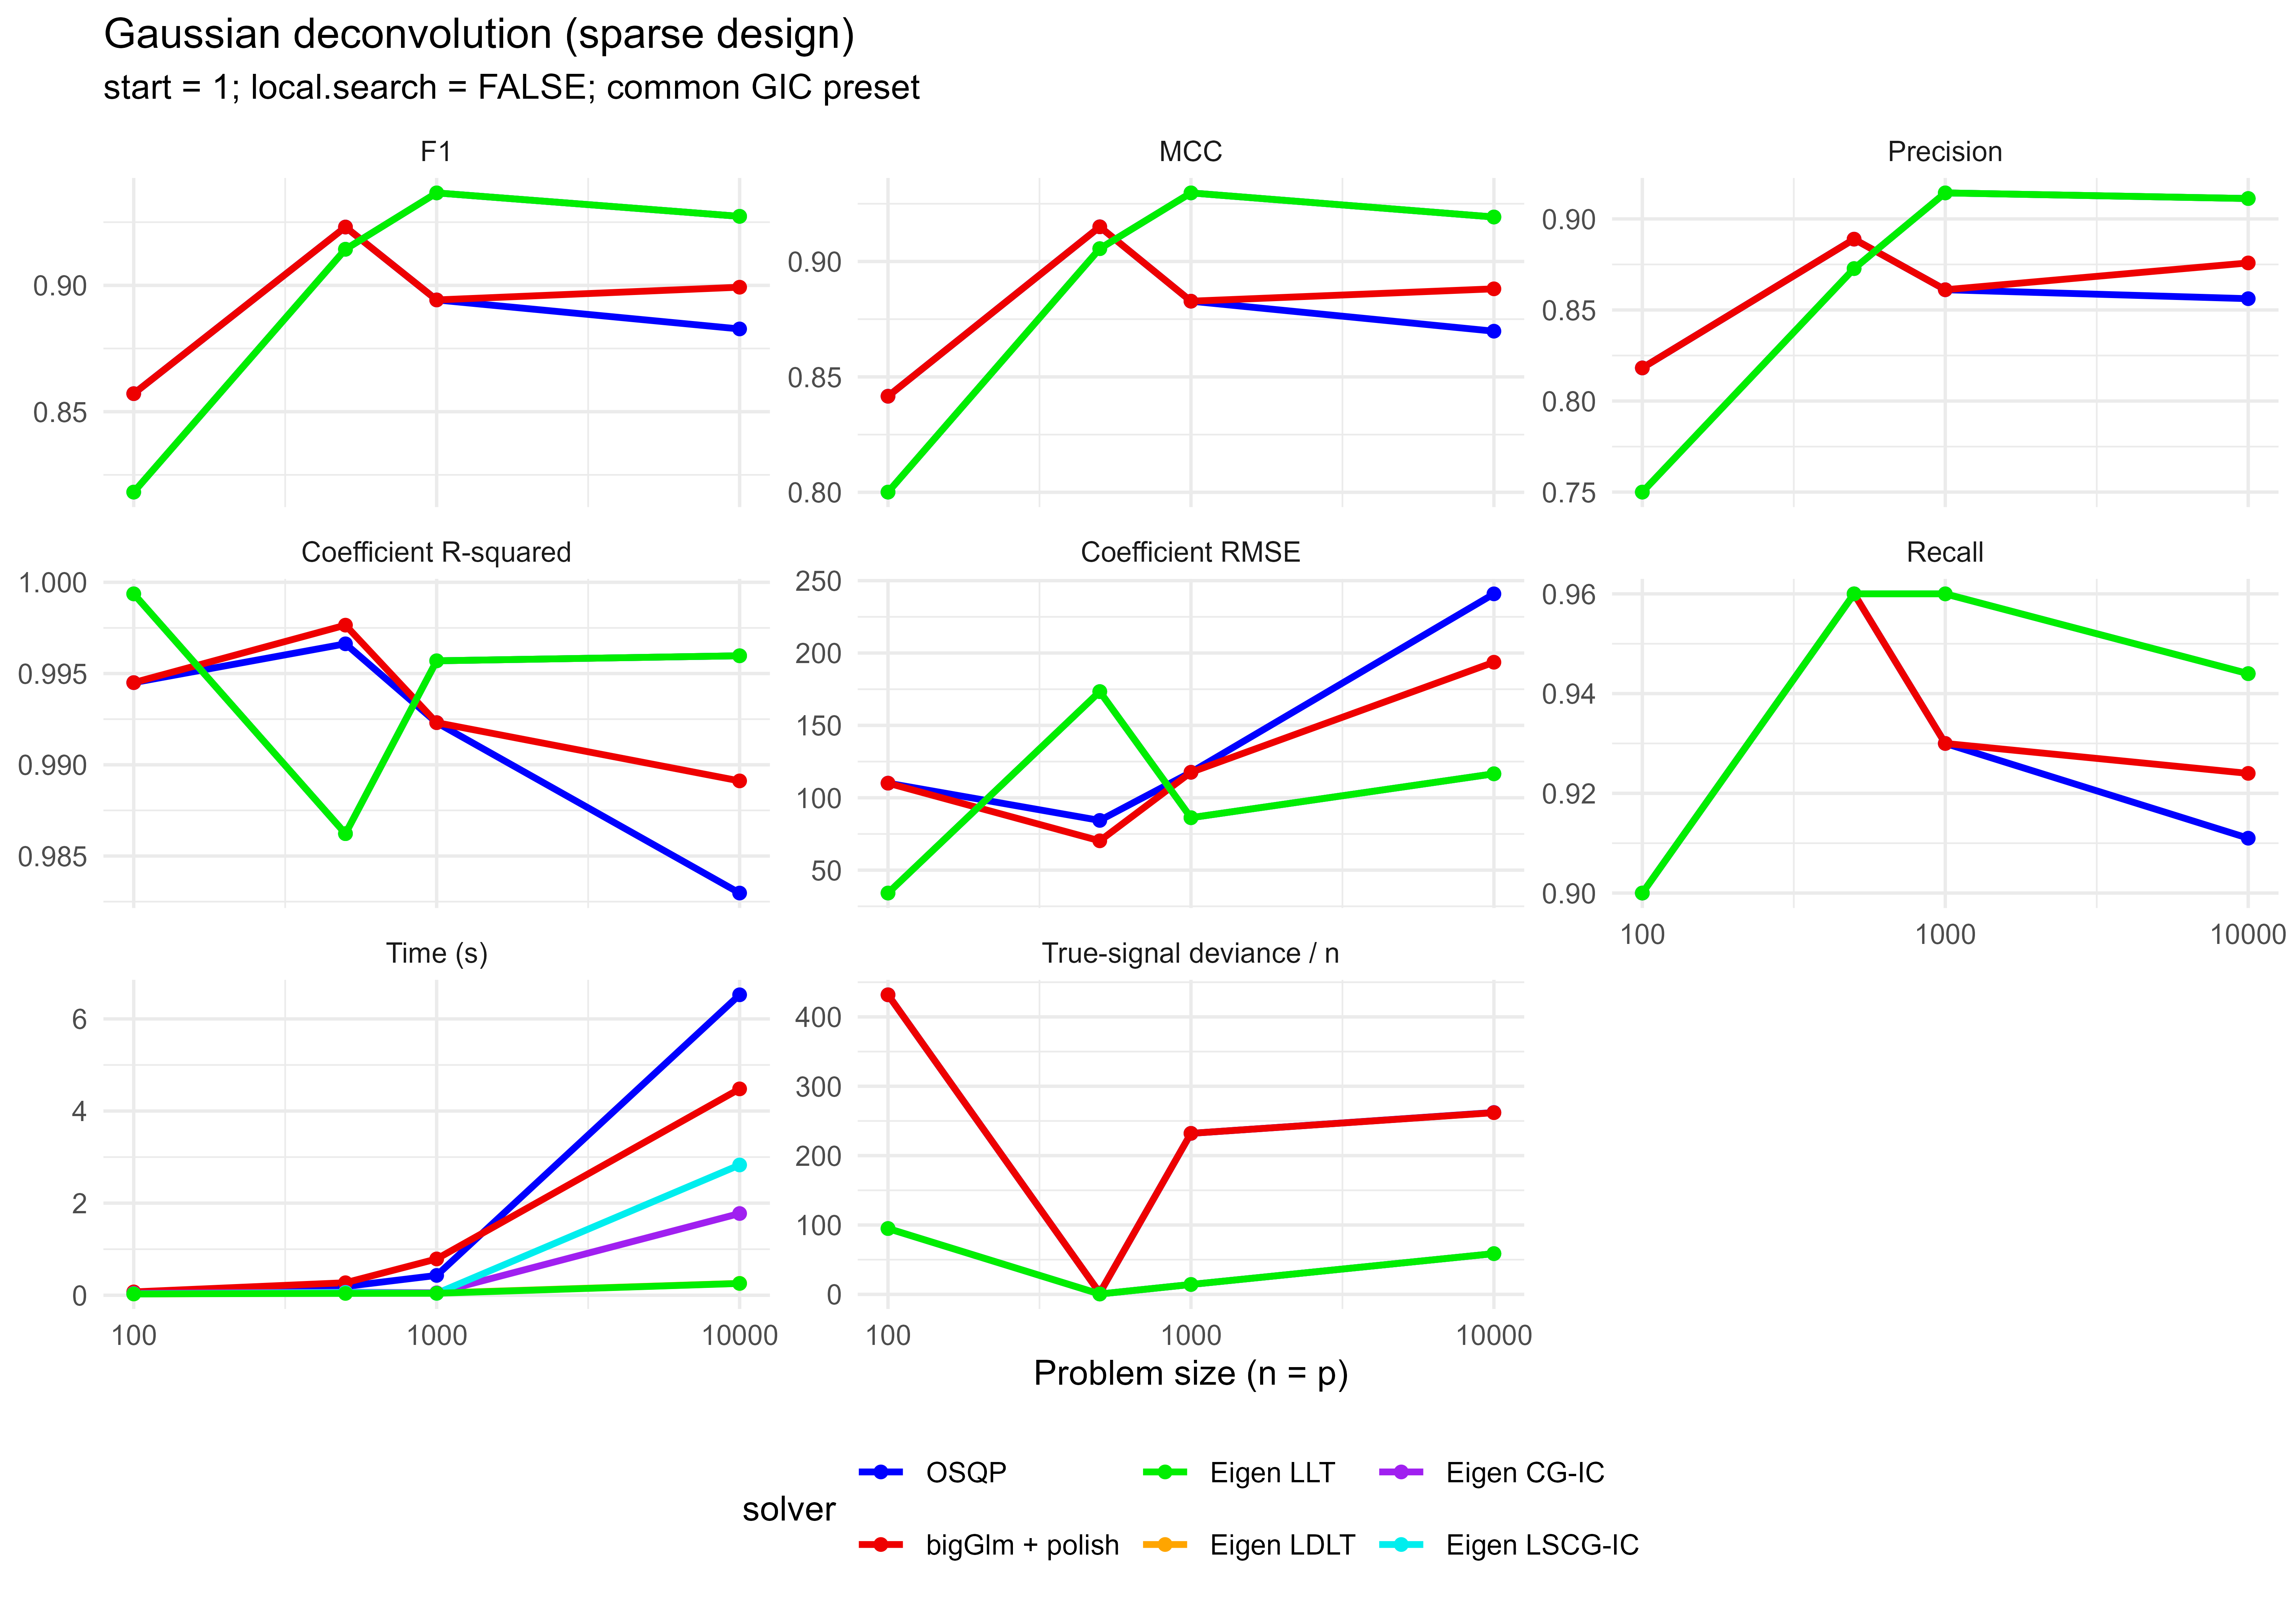 Gaussian deconvolution (sparse design)
start = 1; local.search = FALSE; common GIC preset
F1
0.90
0.85
MCC
0.90
0.85
0.80
Precision
0.90
0.85
0.80
0.75
Coefficient R-squared
1.000
0.995
0.990
0.985
Coefficient RMSE
250
200
150
100
50
Recall
0.96
0.94
0.92
0.90
100 1000 10000
Time (s)
6
4
2
0
100 1000 10000
True-signal deviance / n
400
300
200
100
0
100 1000 10000
Problem size (n = p)
solver
OSQP
Eigen LLT
Eigen CG-IC
bigGlm + polish
Eigen LDLT
Eigen LSCG-IC